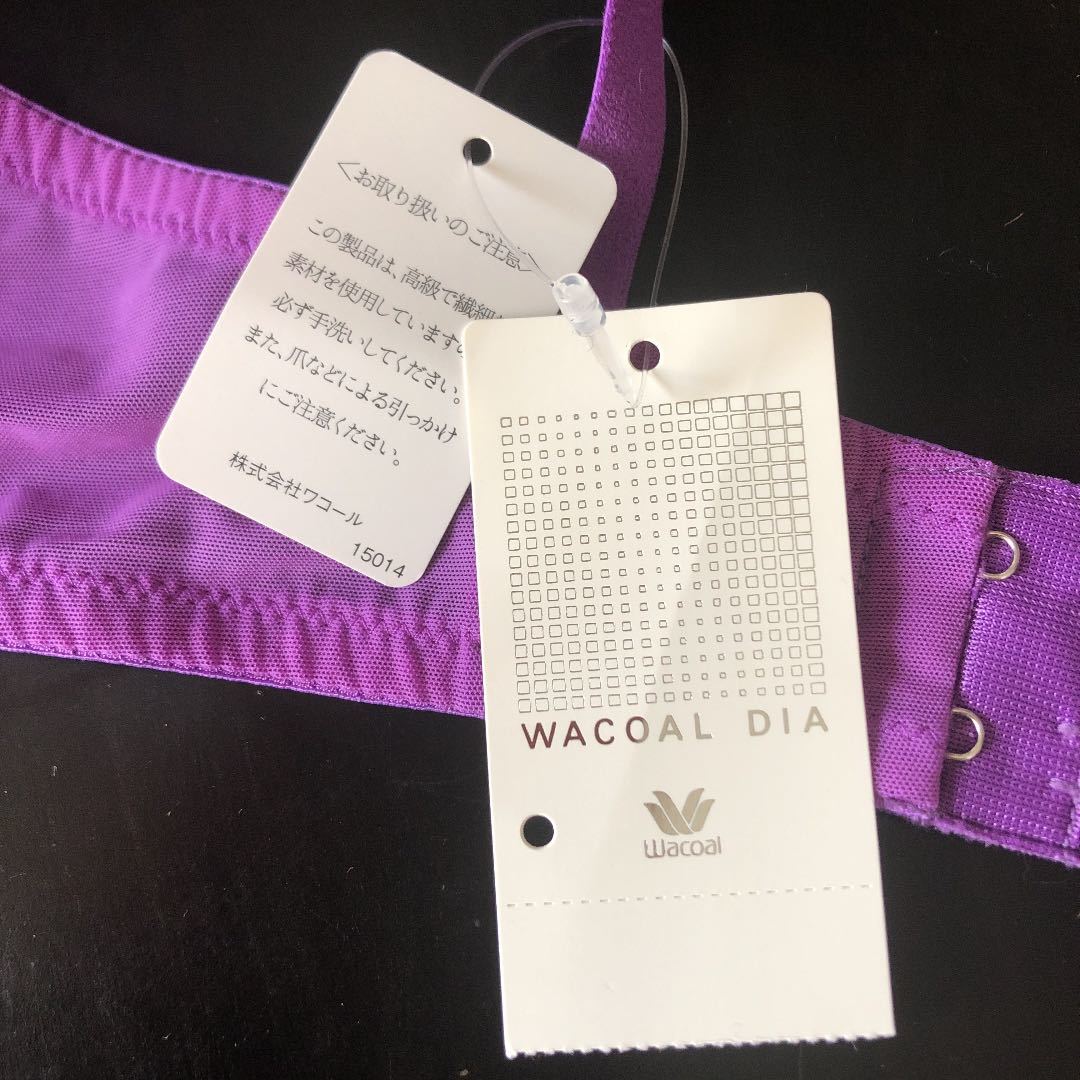 〈お取り扱いのご注意〉
この製品は、高級で繊細
素材を使用しています
必ず手洗いしてください。
また、爪などによる引っかけ
にご注意ください。
株式会社ワコール
15014
WACOAL DIA
Wacoal